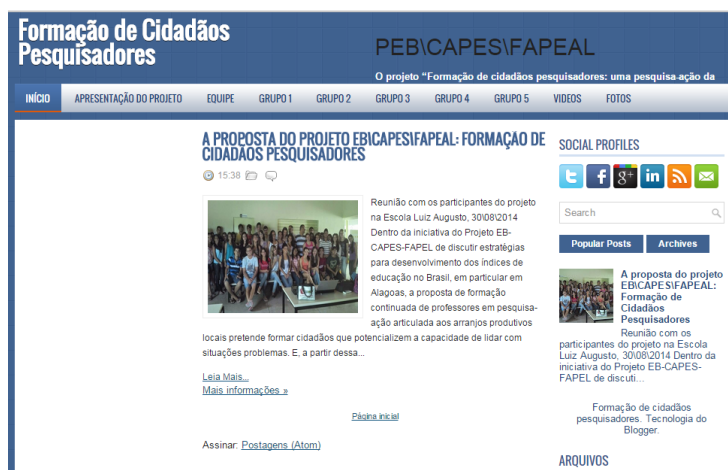 Formação de Cidadãos
Pesquisadores
PEB\CAPES\FAPEAL
O projeto “Formação de cidadãos pesquisadores: uma pesquisa-ação da
INÍCIO APRESENTAÇÃO DO PROJETO EQUIPE GRUPO 1 GRUPO 2 GRUPO 3 GRUPO 4 GRUPO 5 VIDEOS FOTOS
A PROPOSTA DO PROJETO EB\CAPES\FAPEAL: FORMAÇÃO DE
CIDADÃOS PESQUISADORES
15:38
Reunião com os participantes do projeto
na Escola Luiz Augusto, 30\08\2014
Dentro da iniciativa do Projeto EB-
CAPES-FAPEL de discutir estratégias
para desenvolvimento dos índices de
educação no Brasil, em particular em
Alagoas, a proposta de formação
continuada de professores em pesquisa-
ação articulada aos arranjos produtivos
locais pretende formar cidadãos que potencializem a capacidade de lidar com
situações problemas. E, a partir dessa...
Leia Mais...
Mais informações »
Página inicial
Assinar: Postagens (Atom)
SOCIAL PROFILES
t f g+ in
Search
Popular Posts Archives
A proposta do projeto
EB\CAPES\FAPEAL:
Formação de
Cidadãos
Pesquisadores
Reunião com os
participantes do projeto na Escola
Luiz Augusto, 30\08\2014 Dentro da
iniciativa do Projeto EB-CAPES-
FAPEL de discuti...
Formação de cidadãos
pesquisadores. Tecnologia do
Blogger.
ARQUIVOS